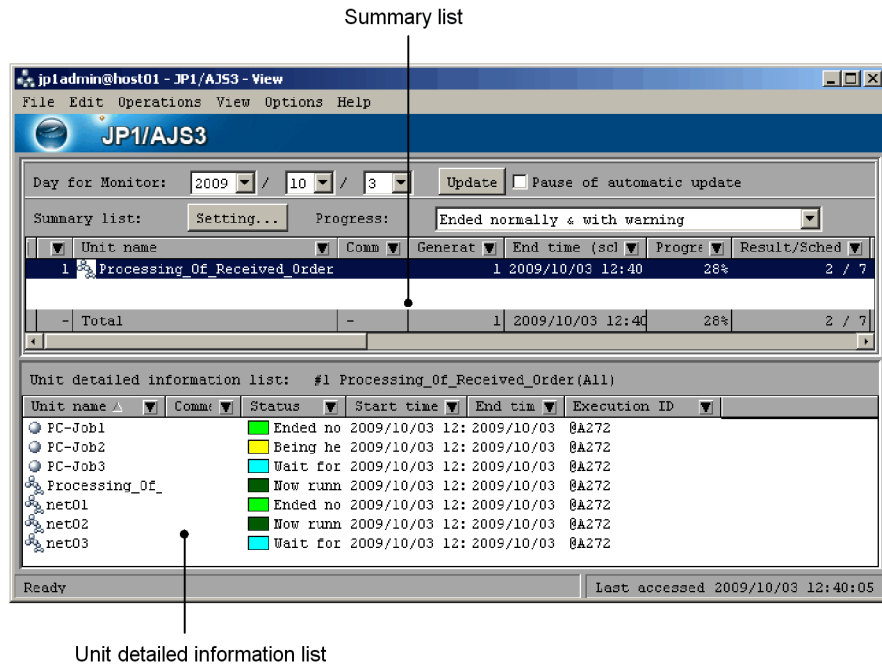 Summary list
jp1admin@host01 - JP1/AJS3 - View
File Edit Operations View Options Help
JP1/AJS3
Day for Monitor: 2009 / 10 / 3 Update Pause of automatic update
Summary list: Setting... Progress: Ended normally & with warning
Unit name Comm Generat End time (scl Progre Result/Sched
1 Processing_Of_Received_Order 1 2009/10/03 12:40 28% 2 / 7
- Total - 1 2009/10/03 12:40 28% 2 / 7
Unit detailed information list: #1 Processing_Of_Received_Order(All)
Unit name Comme Status Start time End tim Execution ID
PC-Job1 Ended no 2009/10/03 12: 2009/10/03 @A272
PC-Job2 Being he 2009/10/03 12: 2009/10/03 @A272
PC-Job3 Wait for 2009/10/03 12: 2009/10/03 @A272
Processing_Of_ Now runn 2009/10/03 12: 2009/10/03 @A272
net01 Ended no 2009/10/03 12: 2009/10/03 @A272
net02 Now runn 2009/10/03 12: 2009/10/03 @A272
net03 Wait for 2009/10/03 12: 2009/10/03 @A272
Ready Last accessed 2009/10/03 12:40:05
Unit detailed information list